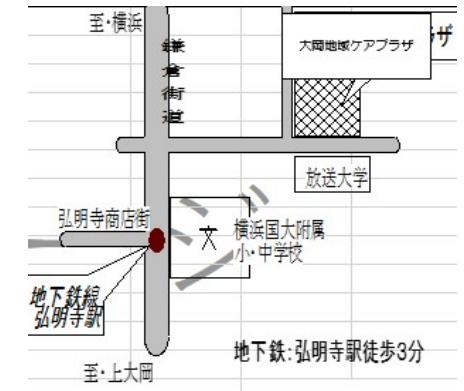 至・横浜
鎌倉街道
ザ
大岡地域ケアプラザ
放送大学
弘明寺商店街
文
横浜国大附属
小・中学校
地下鉄線
弘明寺駅
地下鉄:弘明寺駅徒歩3分
至・上大岡